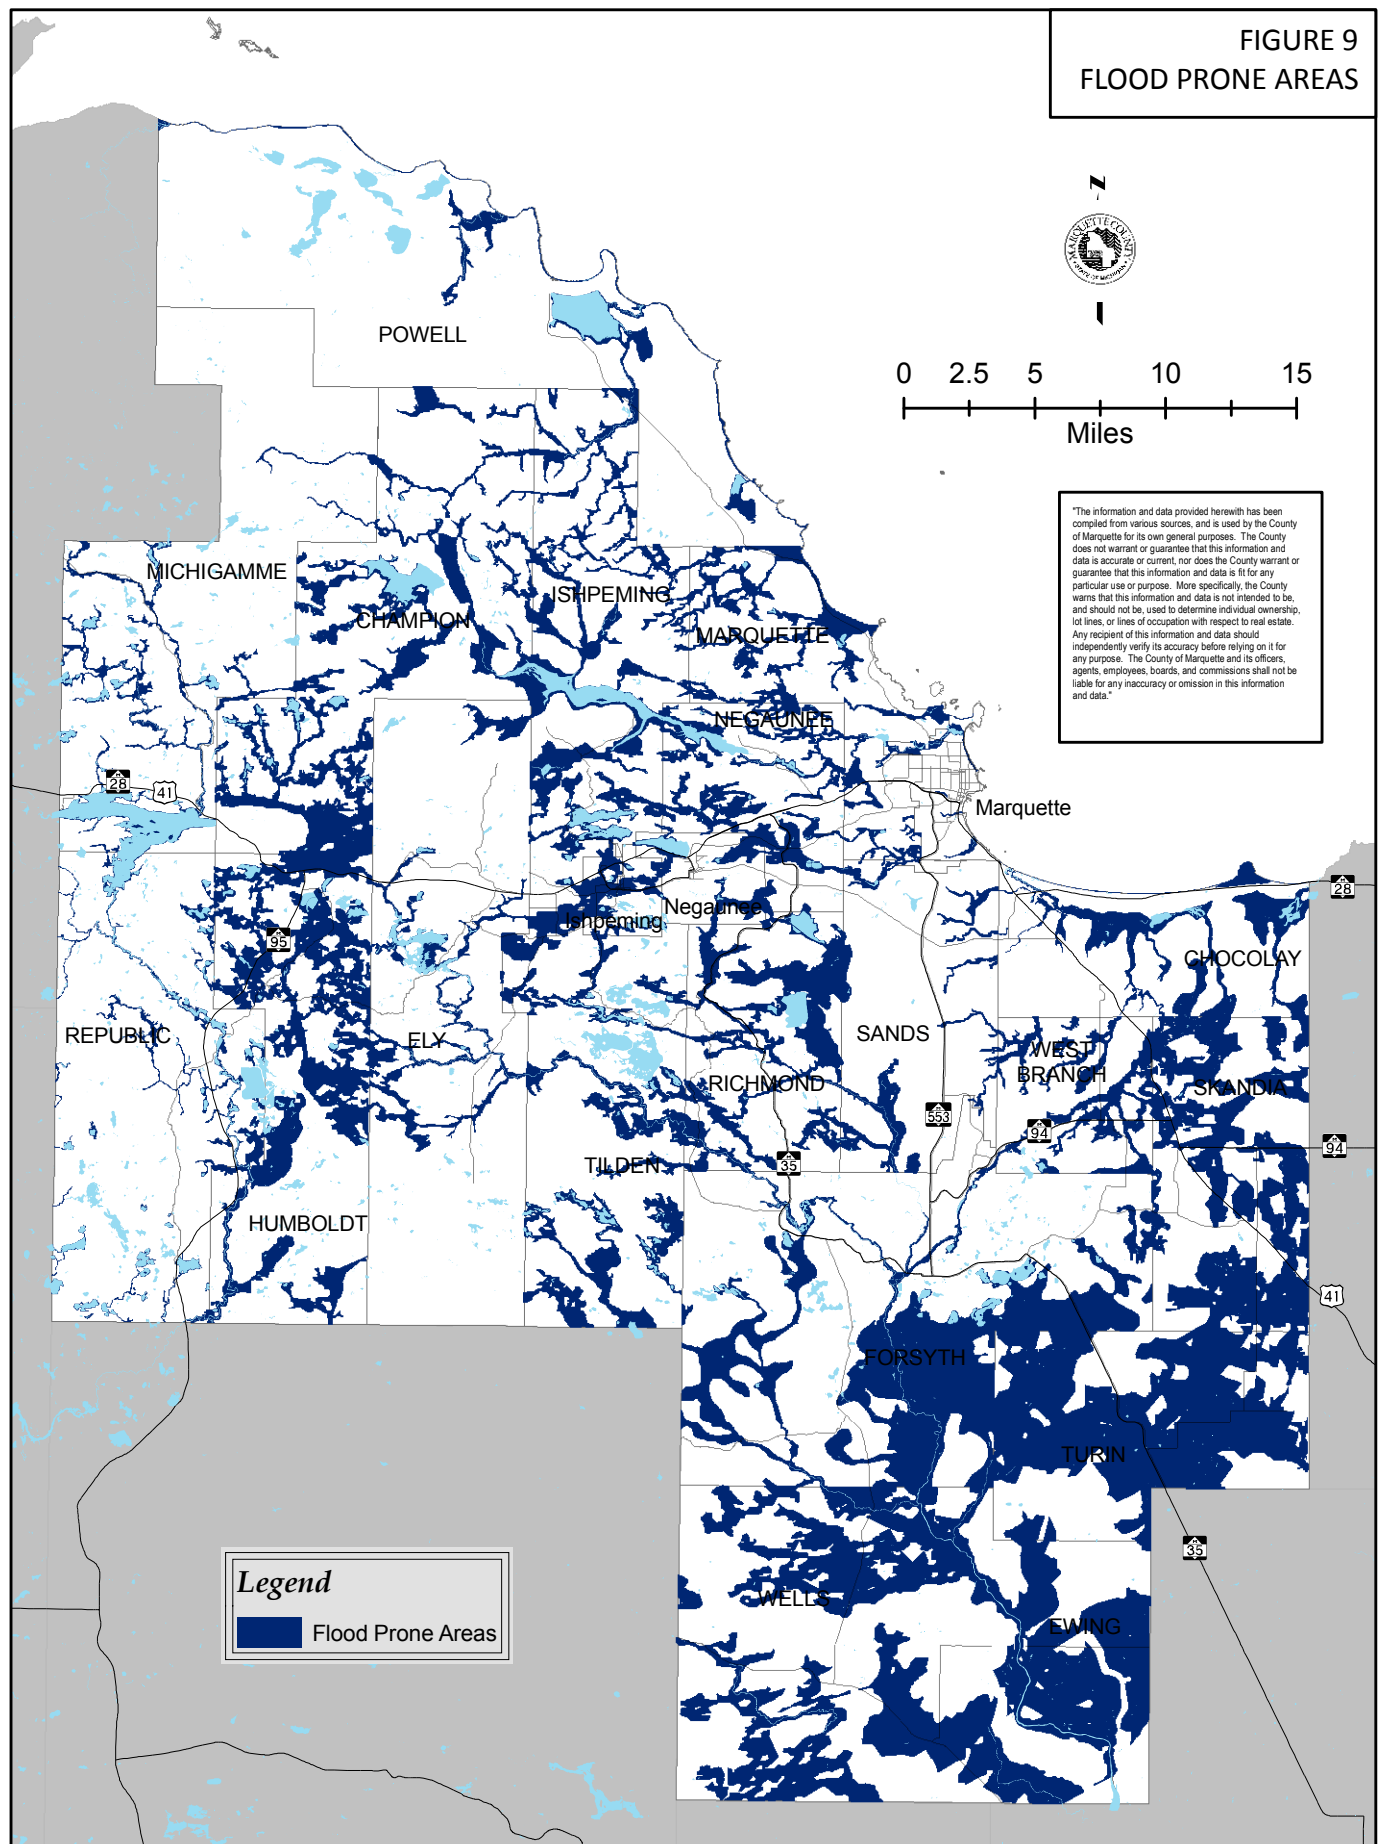 FIGURE 9
FLOOD PRONE AREAS
N
MARQUETTE COUNTY
STATE OF MICHIGAN
0 2.5 5 10 15
Miles
"The information and data provided herewith has been
compiled from various sources, and is used by the County
of Marquette for its own general purposes. The County
does not warrant or guarantee that this information and
data is accurate or current, nor does the County warrant or
guarantee that this information and data is fit for any
particular use or purpose. More specifically, the County
warns that this information and data is not intended to be,
and should not be, used to determine individual ownership,
lot lines, or lines of occupation with respect to real estate.
Any recipient of this information and data should
independently verify its accuracy before relying on it for
any purpose. The County of Marquette and its officers,
agents, employees, boards, and commissions shall not be
liable for any inaccuracy or omission in this information
and data."
POWELL
MICHIGAMME
ISHPEMING
CHAMPION
MARQUETTE
NEGAUNEE
M
28
41
Marquette
M
28
Negaunee
Ishpeming
M
95
CHOCOLAY
REPUBLIC
ELY
SANDS
WEST
BRANCH
RICHMOND
SKANDIA
M
553
M
94
M
94
TILDEN
M
35
HUMBOLDT
41
FORSYTH
TURIN
M
35
WELLS
EWING
Legend
Flood Prone Areas